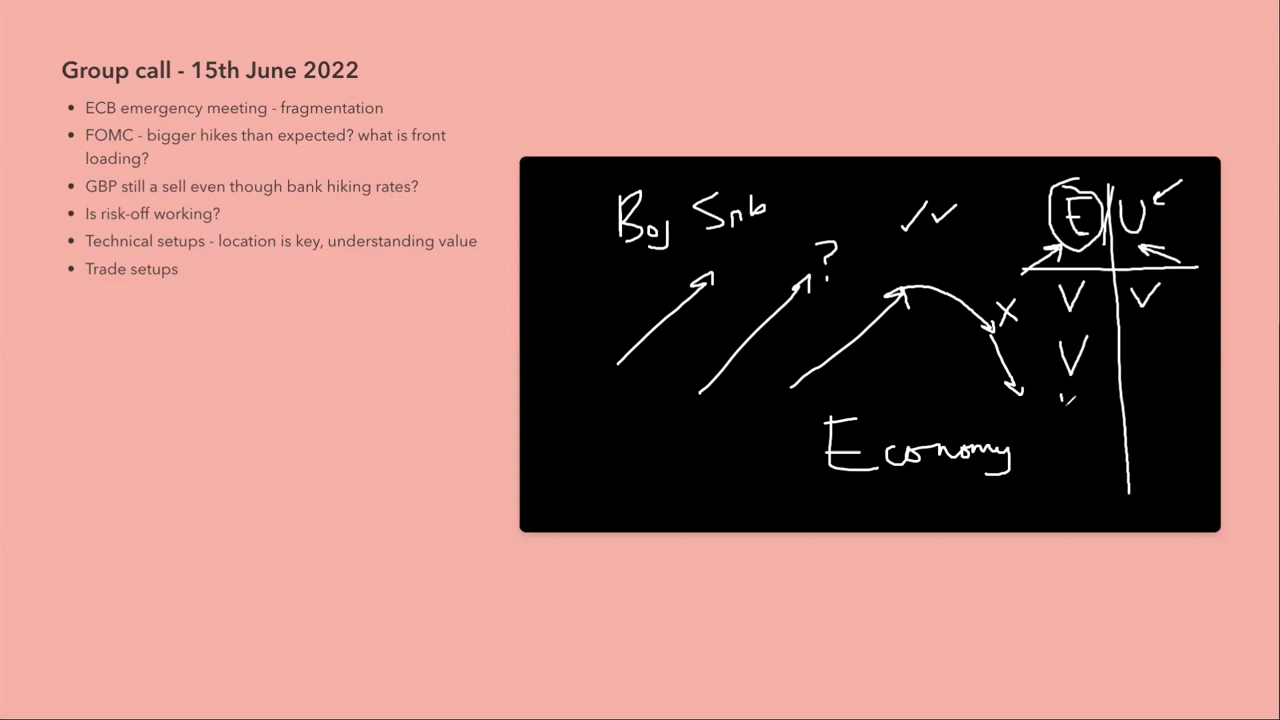 Group call - 15th June 2022
• ECB emergency meeting - fragmentation
• FOMC - bigger hikes than expected? what is front
loading?
• GBP still a sell even though bank hiking rates?
• Is risk-off working?
• Technical setups - location is key, understanding value
• Trade setups
Boj Snb
E U
?
X
Economy